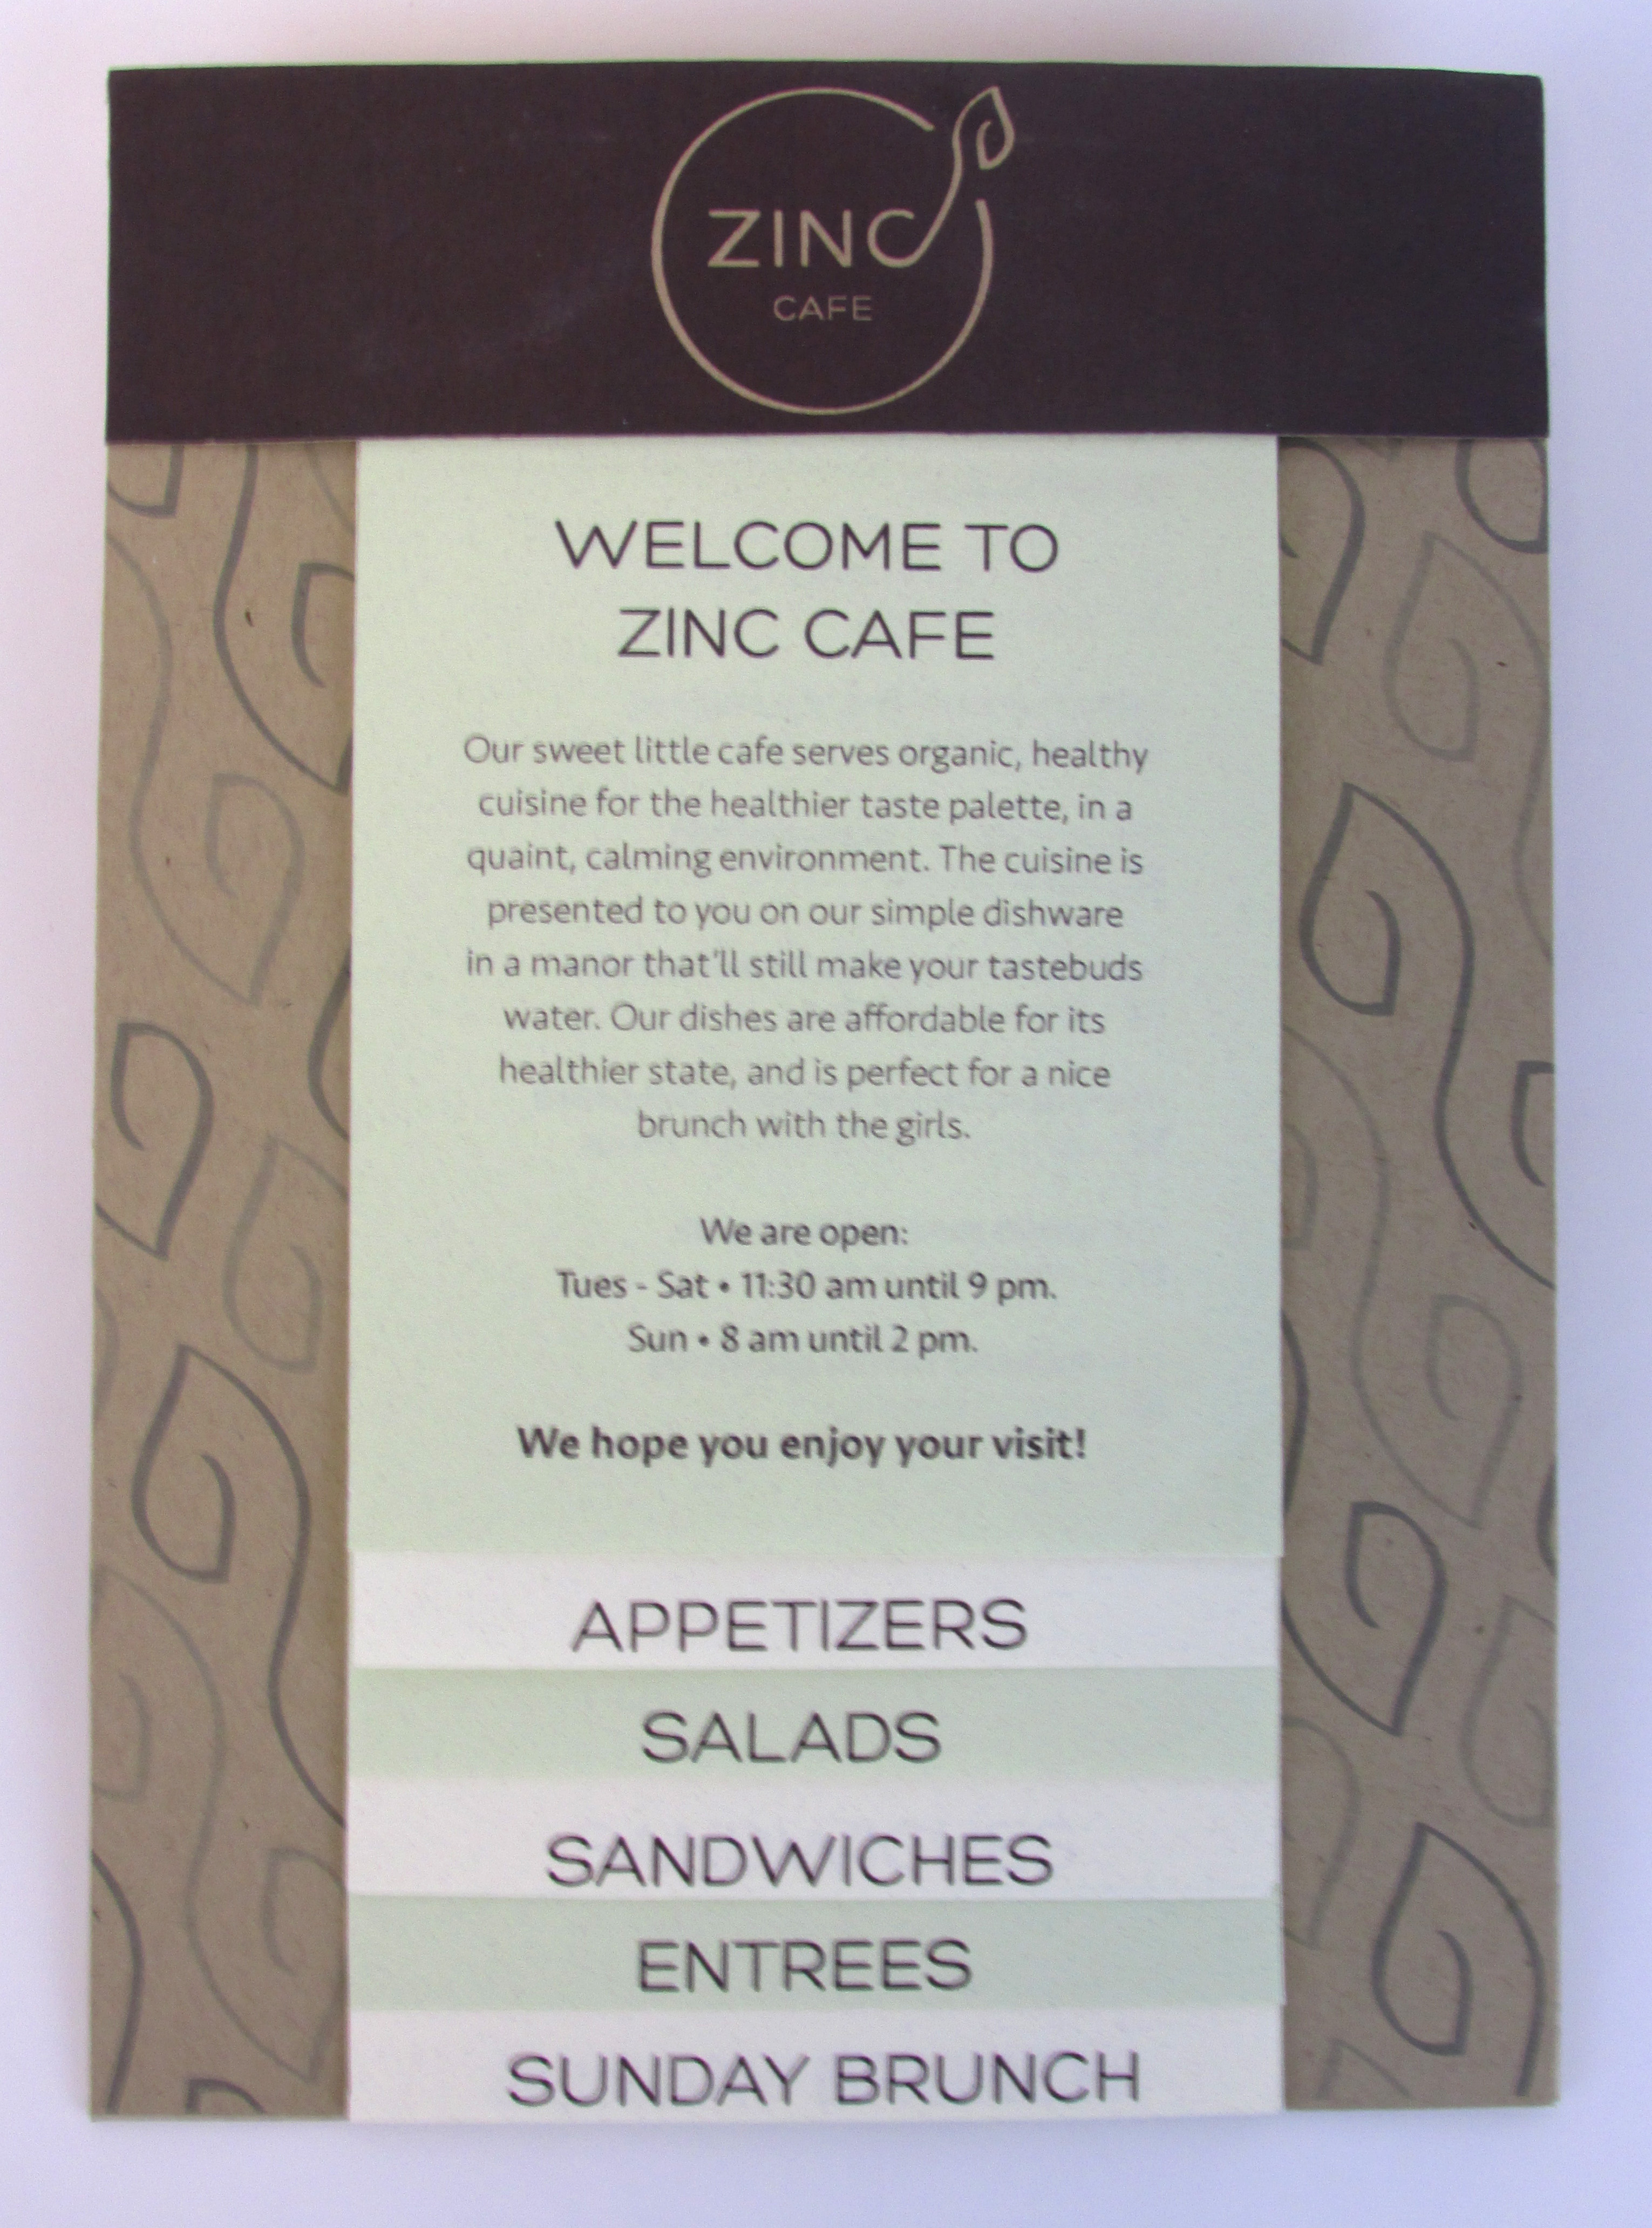 ZINC
CAFE
WELCOME TO
ZINC CAFE
Our sweet little cafe serves organic, healthy
cuisine for the healthier taste palette, in a
quaint, calming environment. The cuisine is
presented to you on our simple dishware
in a manor that'll still make your tastebuds
water. Our dishes are affordable for its
healthier state, and is perfect for a nice
brunch with the girls.
We are open:
Tues - Sat • 11:30 am until 9 pm.
Sun • 8 am until 2 pm.
We hope you enjoy your visit!
APPETIZERS
SALADS
SANDWICHES
ENTREES
SUNDAY BRUNCH